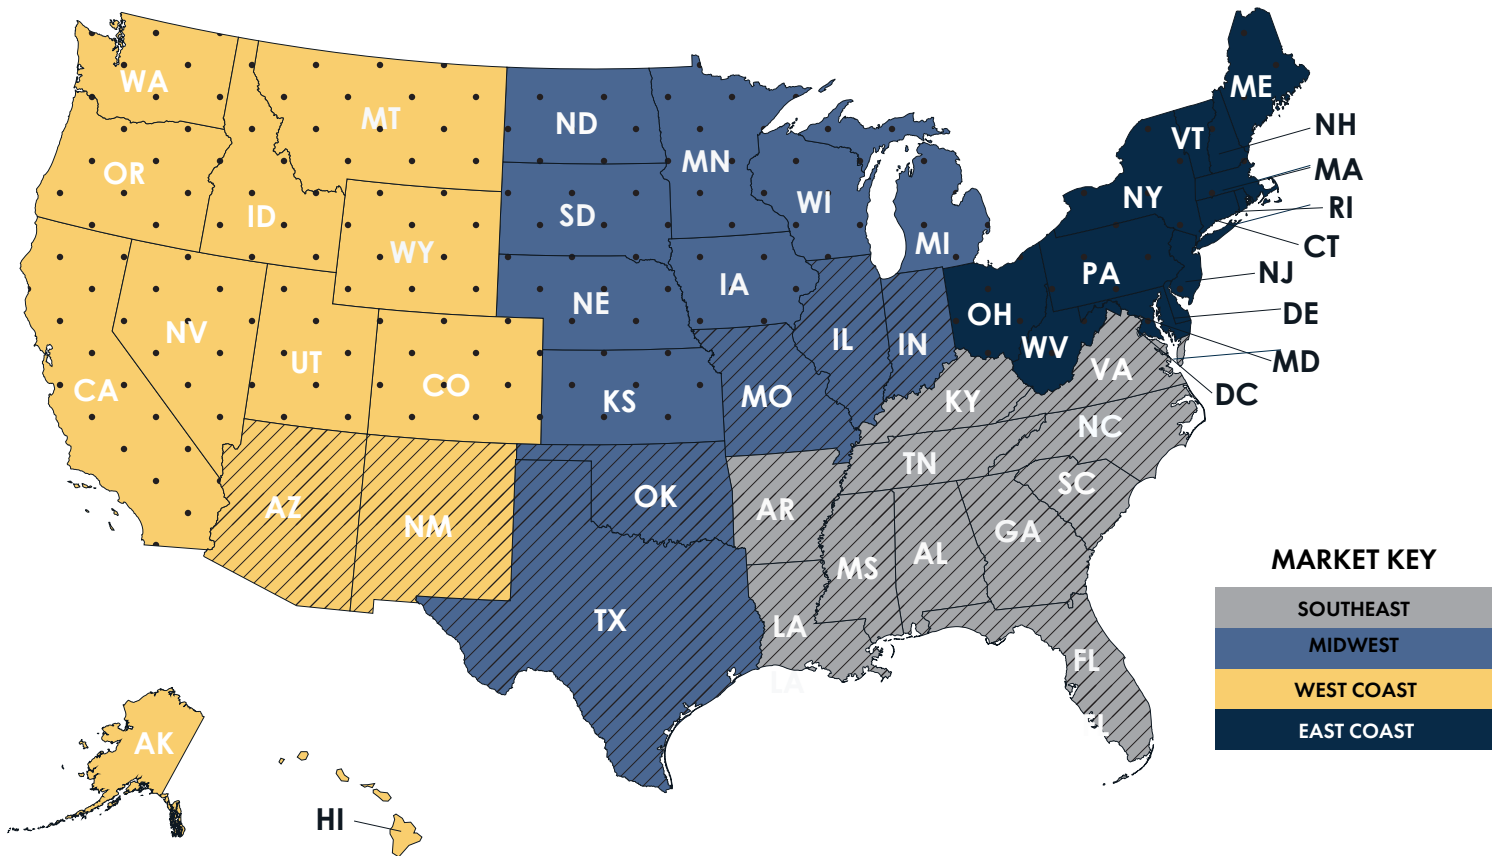 WA
MT
ND
MN
ME
OR
ID
SD
WI
VT
NH
MA
NY
RI
WY
MI
CT
IA
PA
NJ
NE
NV
UT
IL
IN
OH
WV
DE
MD
CA
CO
KS
MO
KY
VA
DC
NC
TN
SC
AZ
NM
OK
AR
GA
MS
AL
TX
LA
FL
LA
FL
AK
HI
MARKET KEY
SOUTHEAST
MIDWEST
WEST COAST
EAST COAST